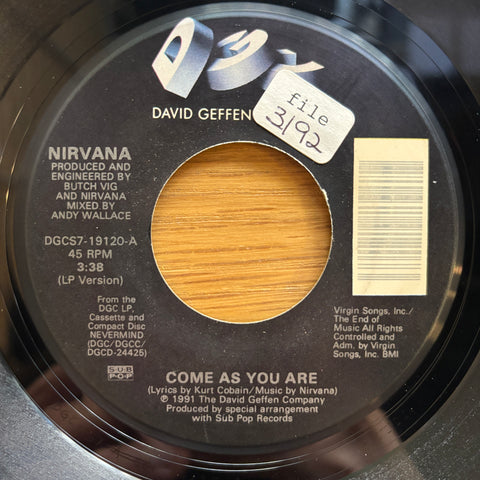 DAVID GEFFEN
file
3/92
NIRVANA
PRODUCED AND
ENGINEERED BY
BUTCH VIG
AND NIRVANA
MIXED BY
ANDY WALLACE
DGCS7-19120-A
45 RPM
3:38
(LP Version)
From the
DGC LP,
Cassette and
Compact Disc
NEVERMIND
(DGC/DGCC/
DGCD-24425)
SUB
POP
Virgin Songs, Inc./
The End of
Music All Rights
Controlled and
Adm. by Virgin
Songs, Inc. BMI
COME AS YOU ARE
(Lyrics by Kurt Cobain/Music by Nirvana)
℗ 1991 The David Geffen Company
Produced by special arrangement
with Sub Pop Records